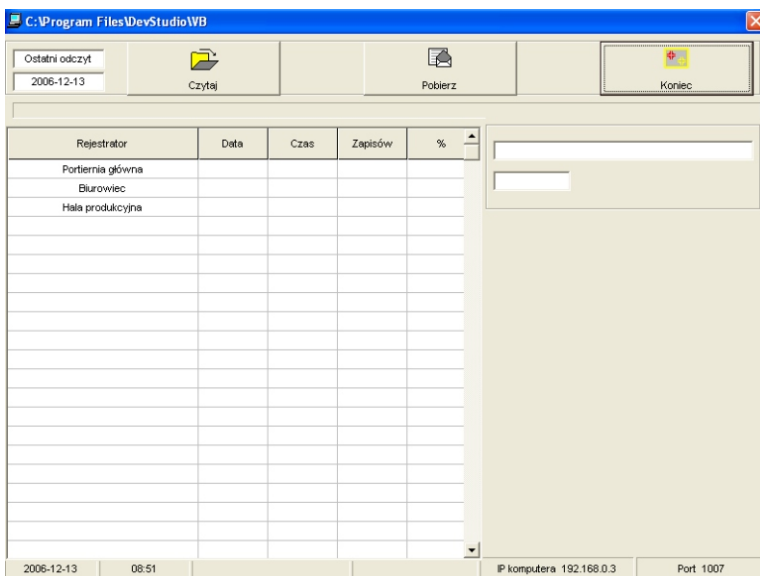 C:\Program Files\DevStudio\VB
Ostatni odczyt
2006-12-13
Czytaj
Pobierz
Koniec
Rejestrator Data Czas Zapisów %
Portiernia główna
Biurowiec
Hala produkcyjna
2006-12-13 08:51 IP komputera 192.168.0.3 Port 1007